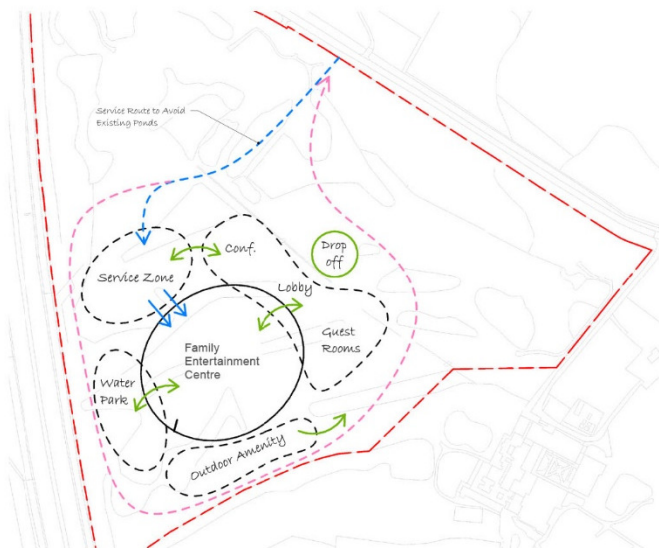 Service Route to Avoid
Existing Ponds
Conf.
Drop
off
Service Zone
Lobby
Guest
Rooms
Family
Entertainment
Centre
Water
Park
Outdoor Amenity